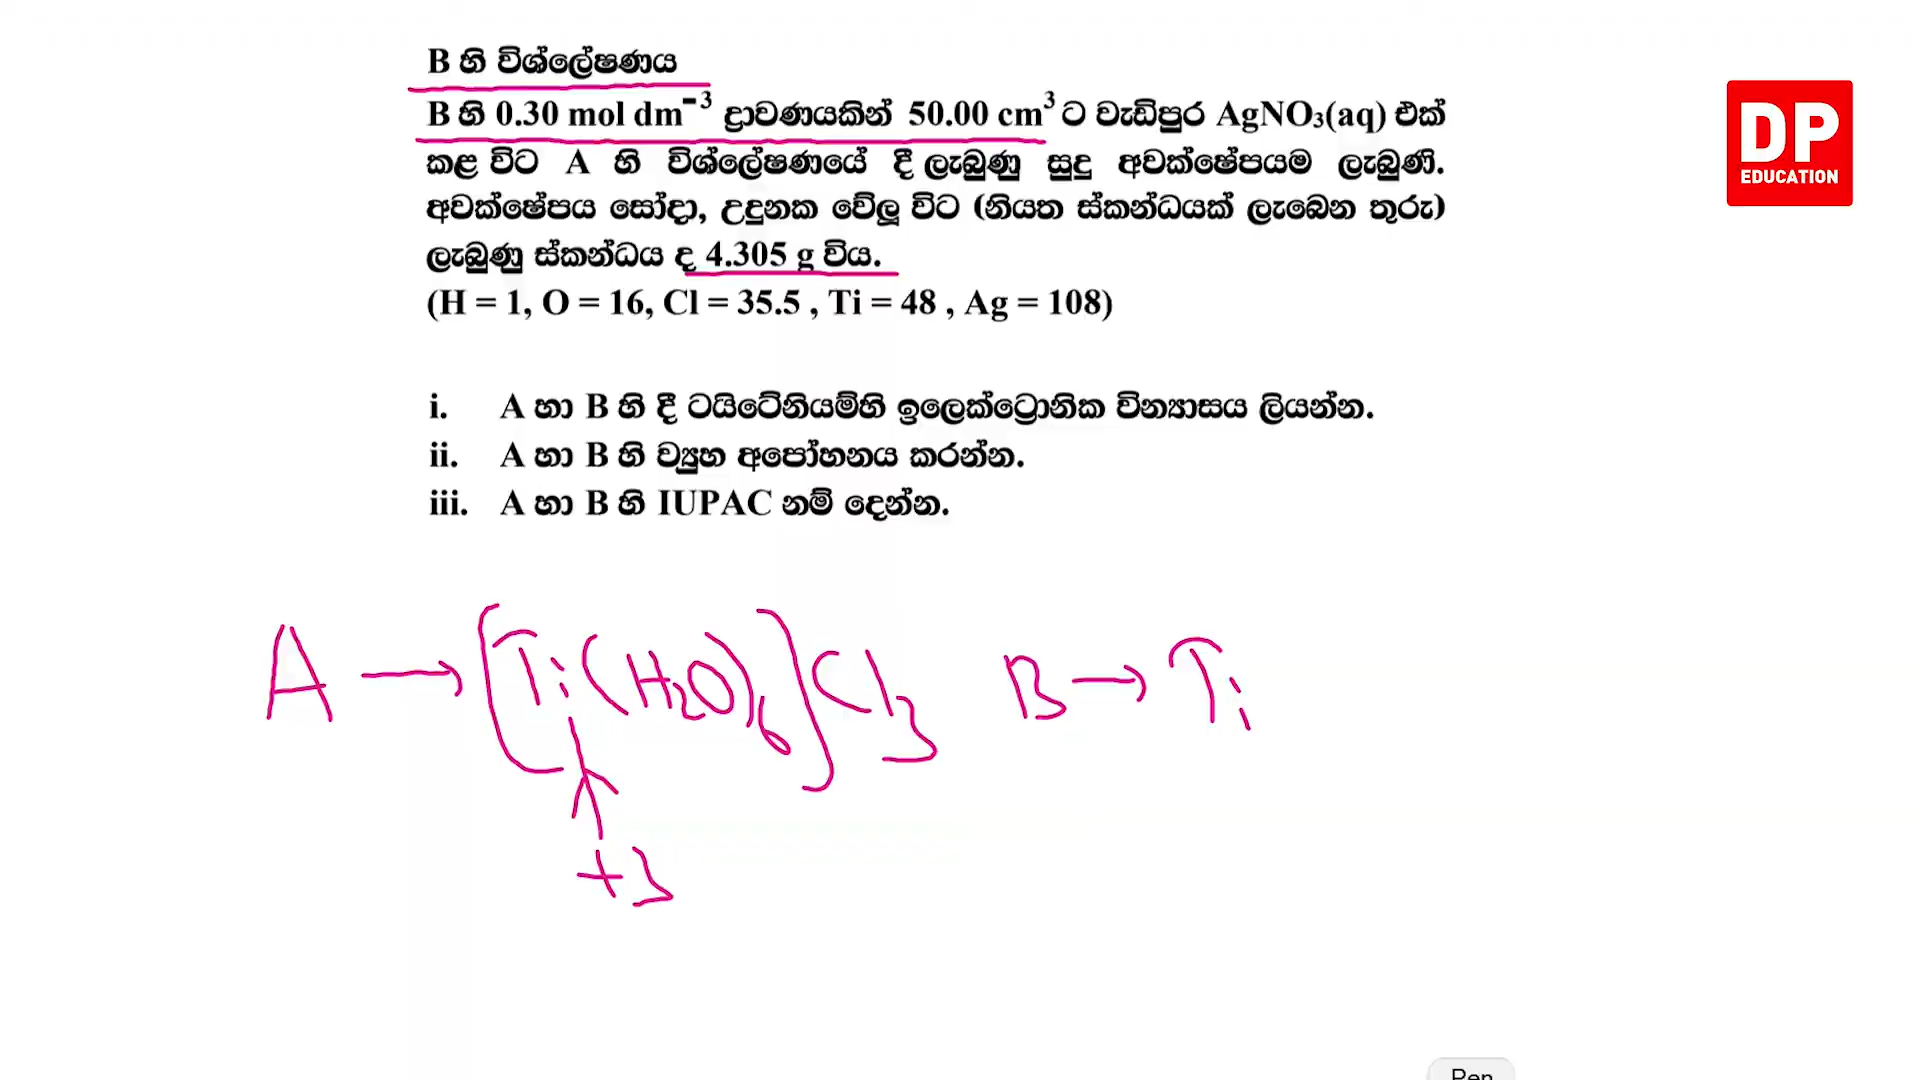 B හි විශ්ලේෂණය
B හි 0.30 mol dm⁻³ ද්‍රාවණයකින් 50.00 cm³ ට වැඩිපුර AgNO₃(aq) එක්
කළ විට A හි විශ්ලේෂණයේ දී ලැබුණු සුදු අවක්ෂේපයම ලැබුණි.
අවක්ෂේපය සෝදා, උදුනක වේලූ විට (නියත ස්කන්ධයක් ලැබෙන තුරු)
ලැබුණු ස්කන්ධය ද 4.305 g විය.
(H = 1, O = 16, Cl = 35.5 , Ti = 48 , Ag = 108)
i. A හා B හි දී ටයිටේනියම්හි ඉලෙක්ට්‍රොනික වින්‍යාසය ලියන්න.
ii. A හා B හි ව්‍යුහ අපෝහනය කරන්න.
iii. A හා B හි IUPAC නම් දෙන්න.
A → [Ti(H₂O)₆]Cl₃ B → Ti
+3
DP
EDUCATION
Pen